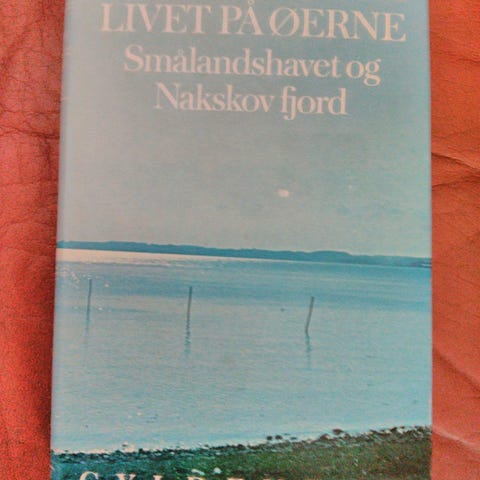 LIVET PÅ ØERNE
Smålandshavet og
Nakskov fjord